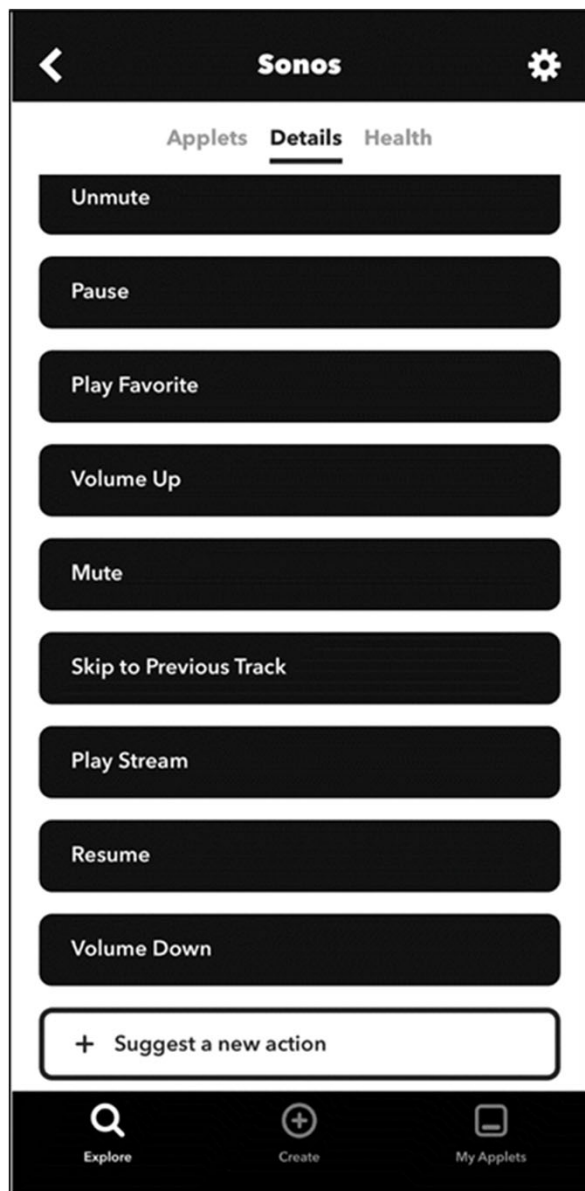 Sonos
Applets Details Health
Unmute
Pause
Play Favorite
Volume Up
Mute
Skip to Previous Track
Play Stream
Resume
Volume Down
+ Suggest a new action
Explore Create My Applets